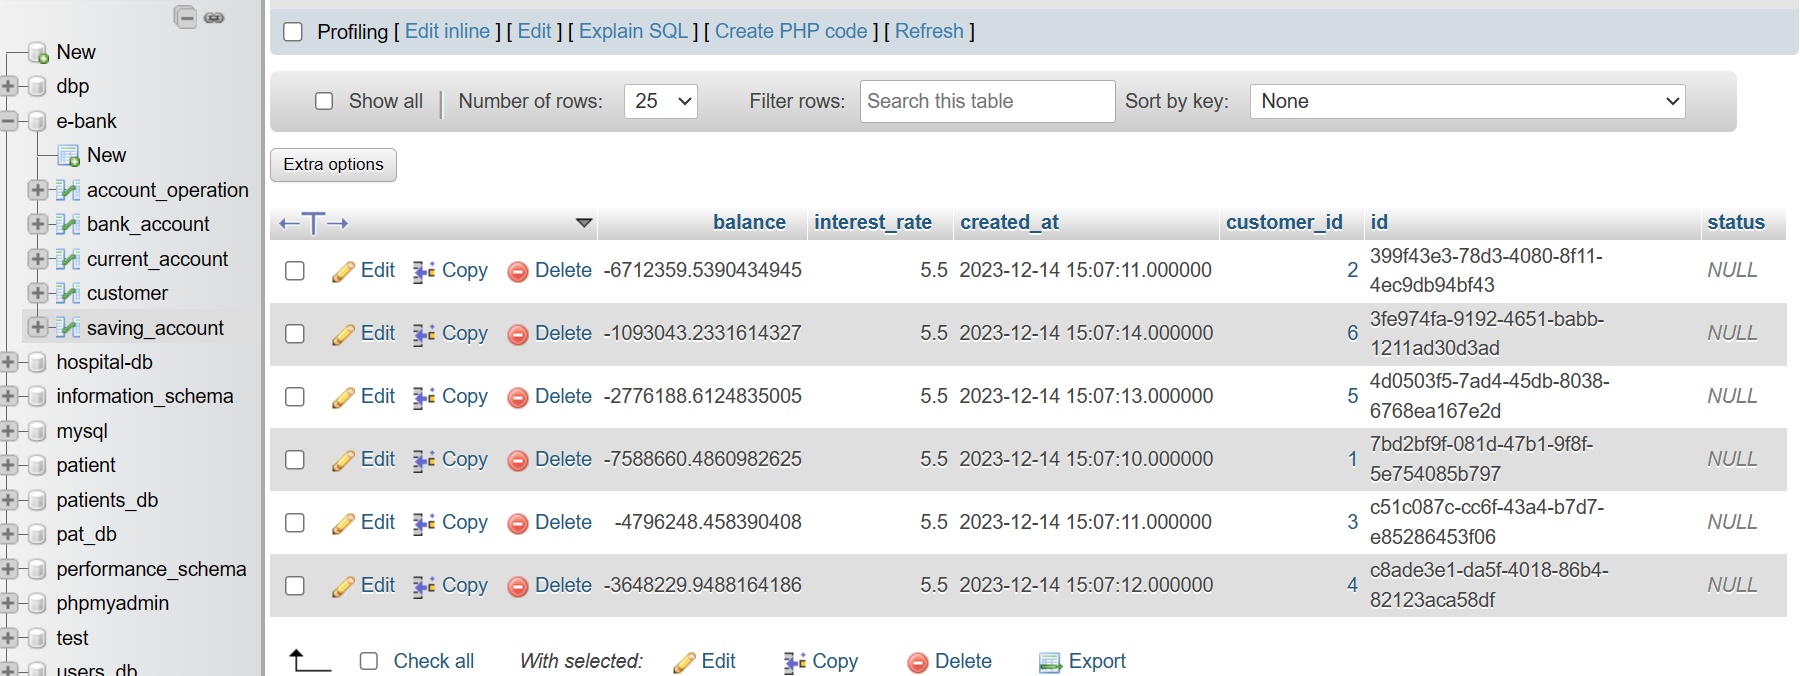 New
dbp
e-bank
New
account_operation
bank_account
current_account
customer
saving_account
hospital-db
information_schema
mysql
patient
patients_db
pat_db
performance_schema
phpmyadmin
test
users_db
Profiling [ Edit inline ] [ Edit ] [ Explain SQL ] [ Create PHP code ] [ Refresh ]
Show all Number of rows: 25 Filter rows: Search this table Sort by key: None
Extra options
balance interest_rate created_at customer_id id status
Edit Copy Delete -6712359.5390434945 5.5 2023-12-14 15:07:11.000000 2 399f43e3-78d3-4080-8f11- NULL
4ec9db94bf43
Edit Copy Delete -1093043.2331614327 5.5 2023-12-14 15:07:14.000000 6 3fe974fa-9192-4651-babb- NULL
1211ad30d3ad
Edit Copy Delete -2776188.6124835005 5.5 2023-12-14 15:07:13.000000 5 4d0503f5-7ad4-45db-8038- NULL
6768ea167e2d
Edit Copy Delete -7588660.4860982625 5.5 2023-12-14 15:07:10.000000 1 7bd2bf9f-081d-47b1-9f8f- NULL
5e754085b797
Edit Copy Delete -4796248.458390408 5.5 2023-12-14 15:07:11.000000 3 c51c087c-cc6f-43a4-b7d7- NULL
e85286453f06
Edit Copy Delete -3648229.9488164186 5.5 2023-12-14 15:07:12.000000 4 c8ade3e1-da5f-4018-86b4- NULL
82123aca58df
Check all With selected: Edit Copy Delete Export